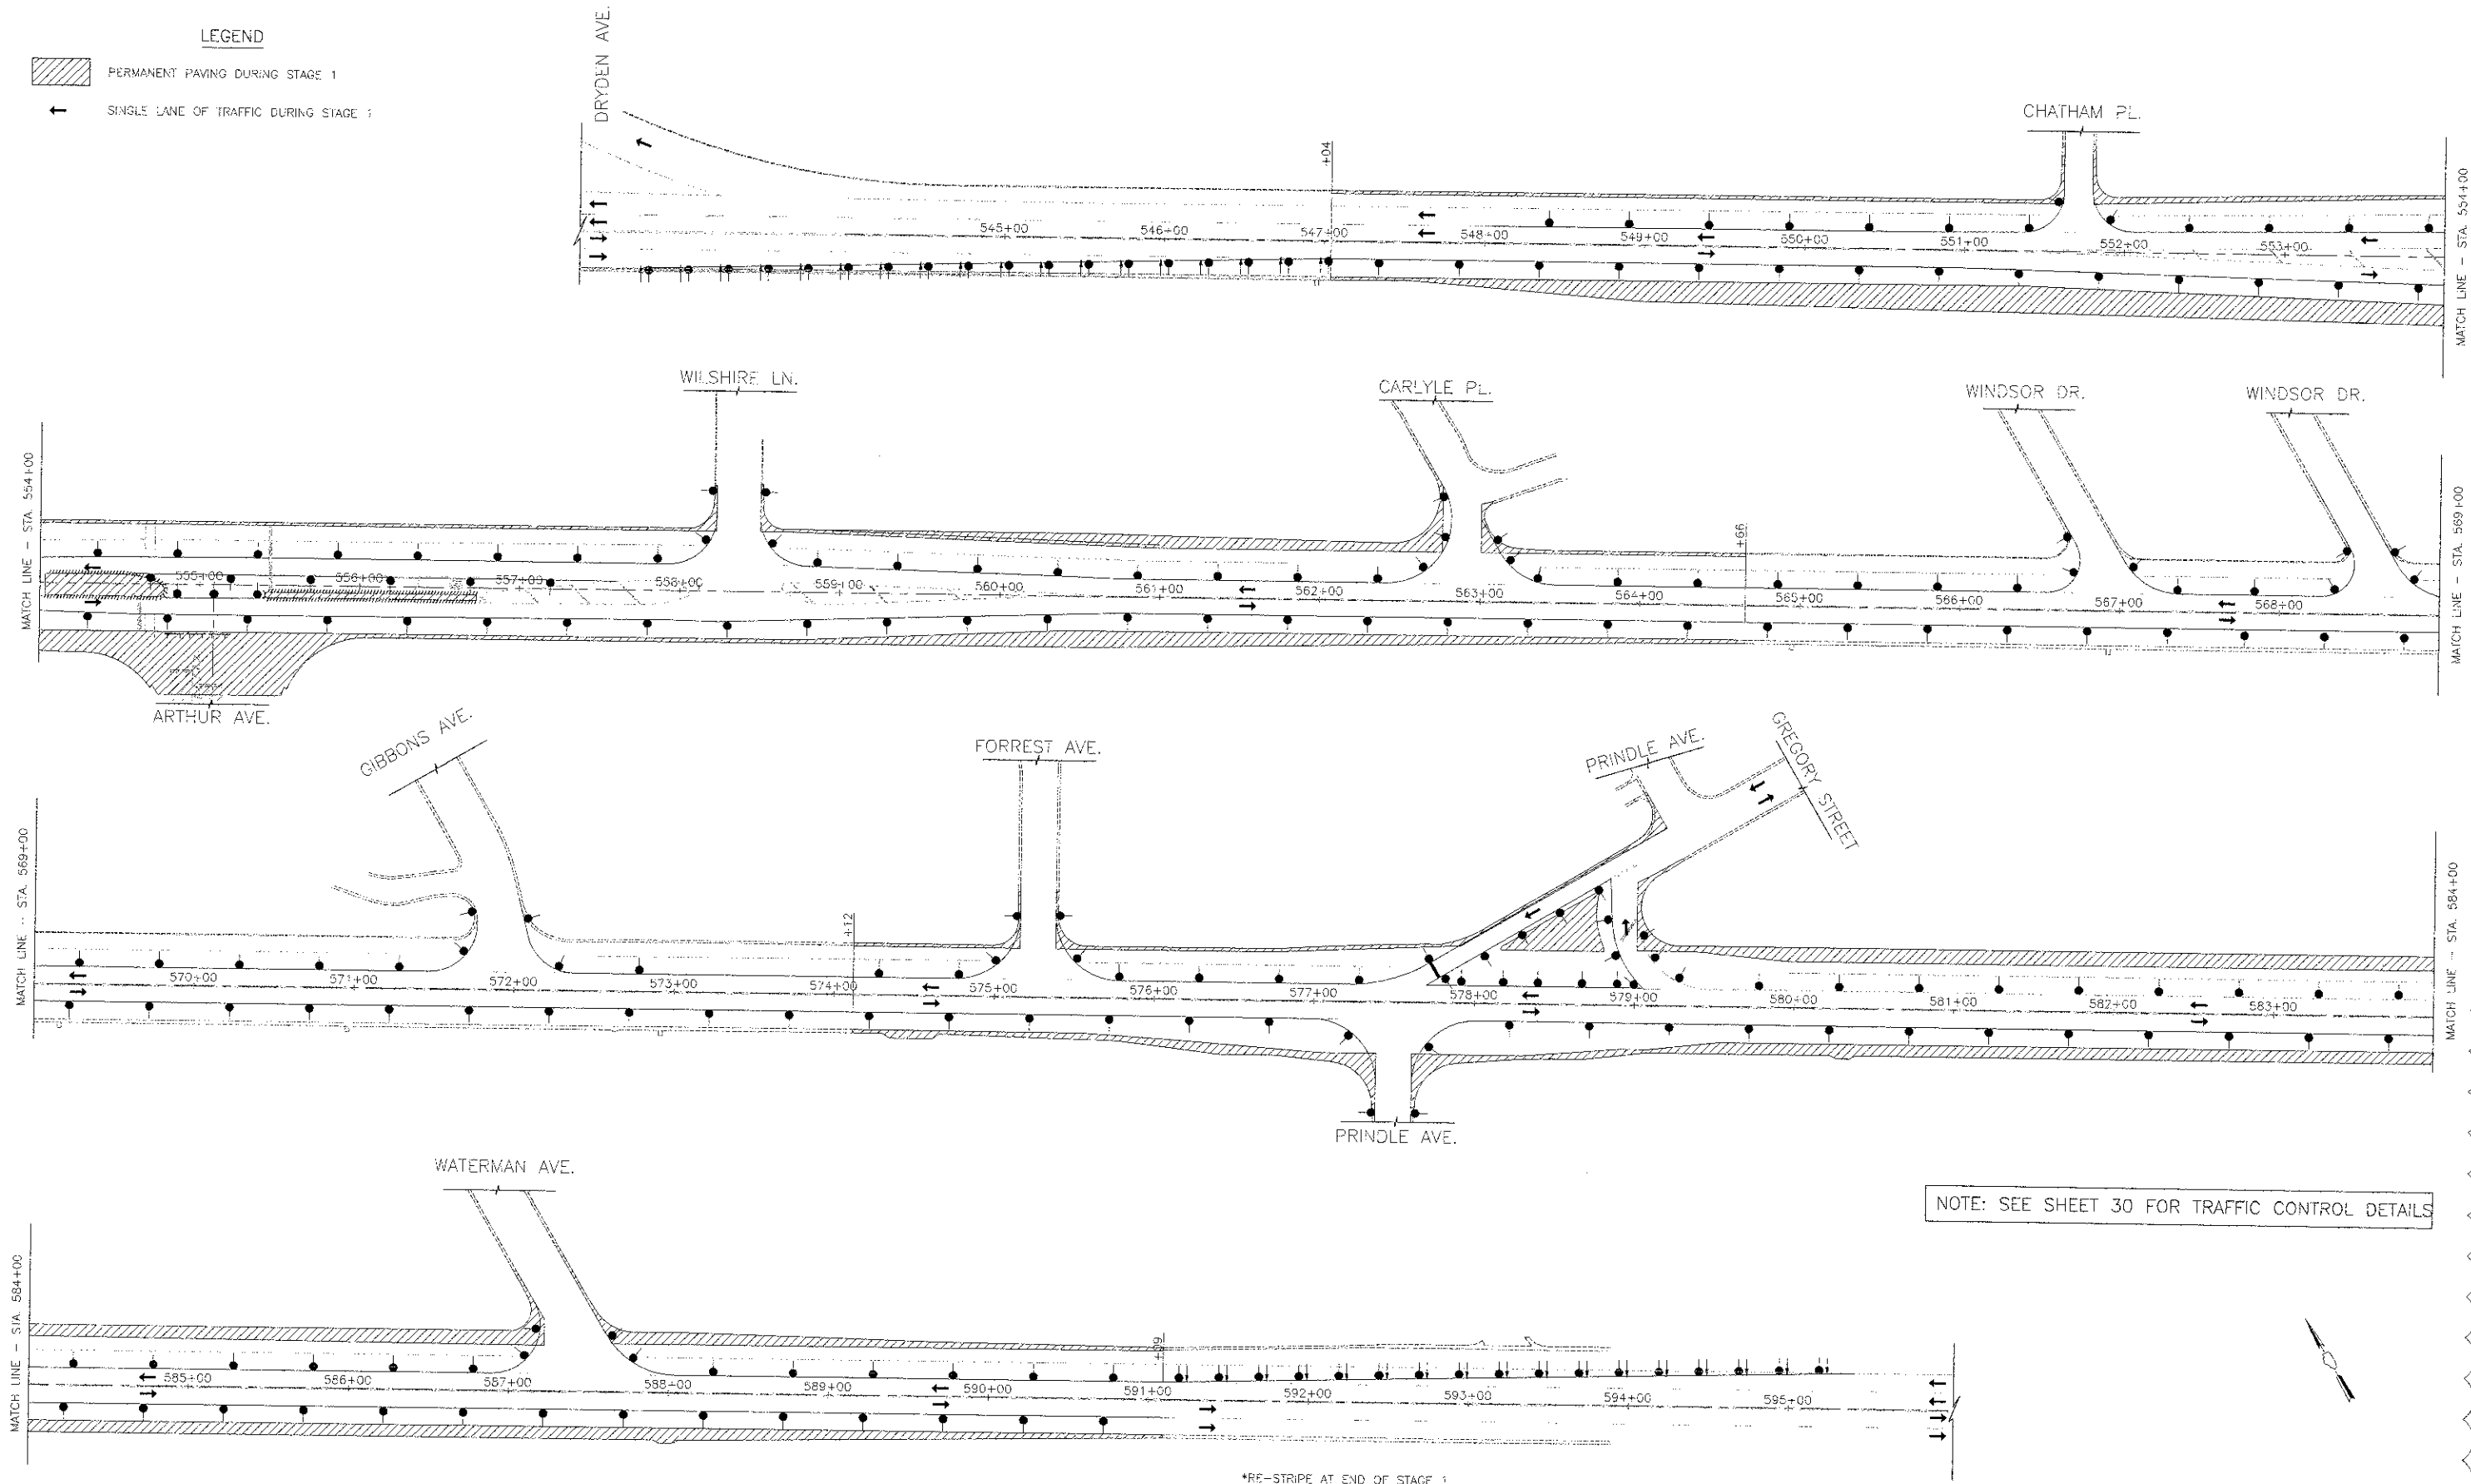 LEGEND
PERMANENT PAVING DURING STAGE 1
SINGLE LANE OF TRAFFIC DURING STAGE 1
DRYDEN AVE.
CHATHAM PL.
+04
545+00 546+00 547+00 548+00 549+00 550+00 551+00 552+00 553+00
MATCH LINE - STA. 554+00
WILSHIRE LN.
CARLYLE PL.
WINDSOR DR.
WINDSOR DR.
MATCH LINE - STA. 554+00
+66
555+00 556+00 557+00 558+00 559+00 560+00 561+00 562+00 563+00 564+00 565+00 566+00 567+00 568+00
MATCH LINE - STA. 569+00
ARTHUR AVE.
GIBBONS AVE.
FORREST AVE.
PRINDLE AVE.
GREGORY STREET
MATCH LINE - STA. 569+00
+12
570+00 571+00 572+00 573+00 574+00 575+00 576+00 577+00 578+00 579+00 580+00 581+00 582+00 583+00
MATCH LINE - STA. 584+00
PRINDLE AVE.
WATERMAN AVE.
NOTE: SEE SHEET 30 FOR TRAFFIC CONTROL DETAILS
MATCH LINE - STA. 584+00
+09
585+00 586+00 587+00 588+00 589+00 590+00 591+00 592+00 593+00 594+00 595+00
*RE-STRIPE AT END OF STAGE 1